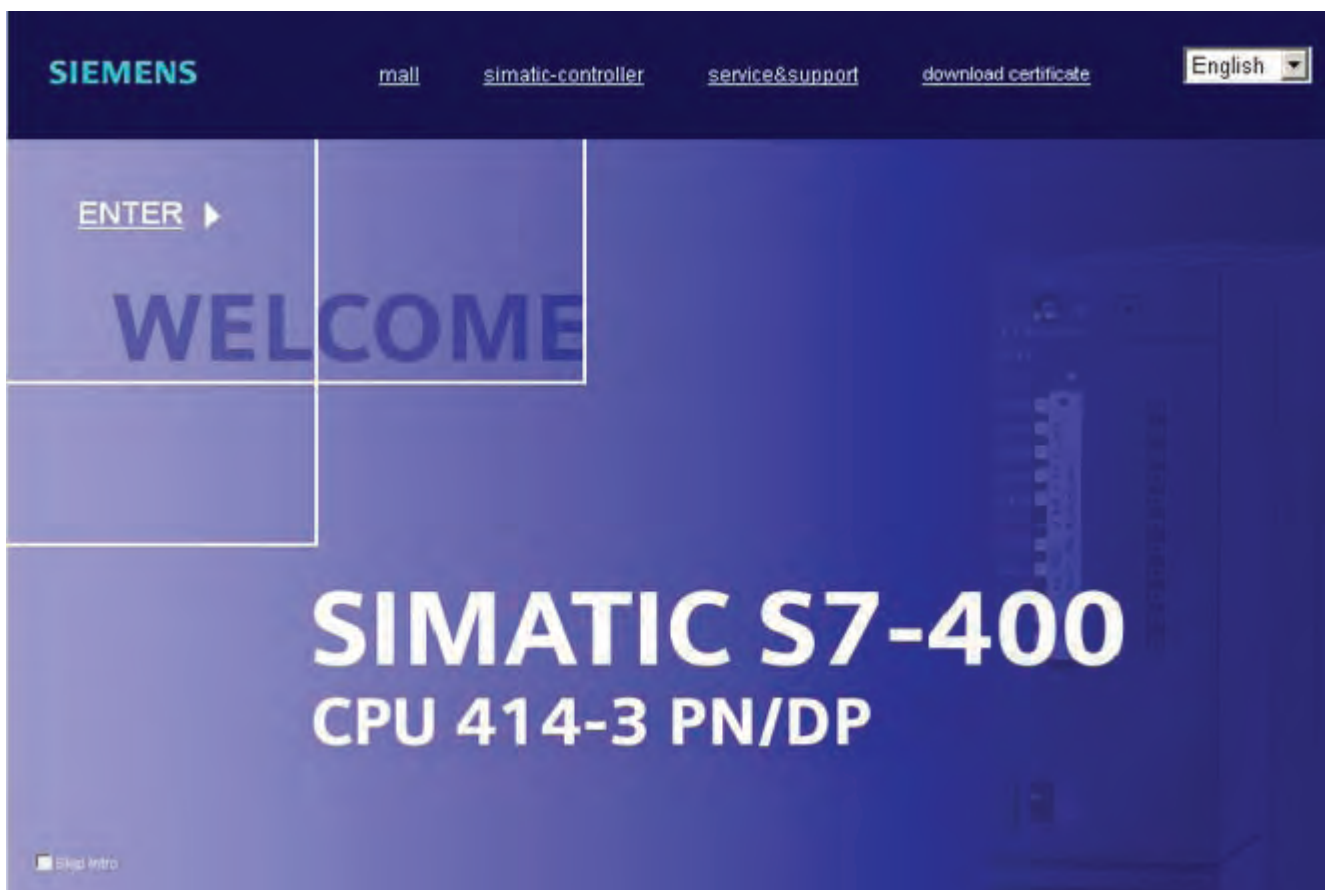 SIEMENS mall simatic-controller service&support download certificate English
ENTER
WELCOME
SIMATIC S7-400
CPU 414-3 PN/DP
Skip Intro